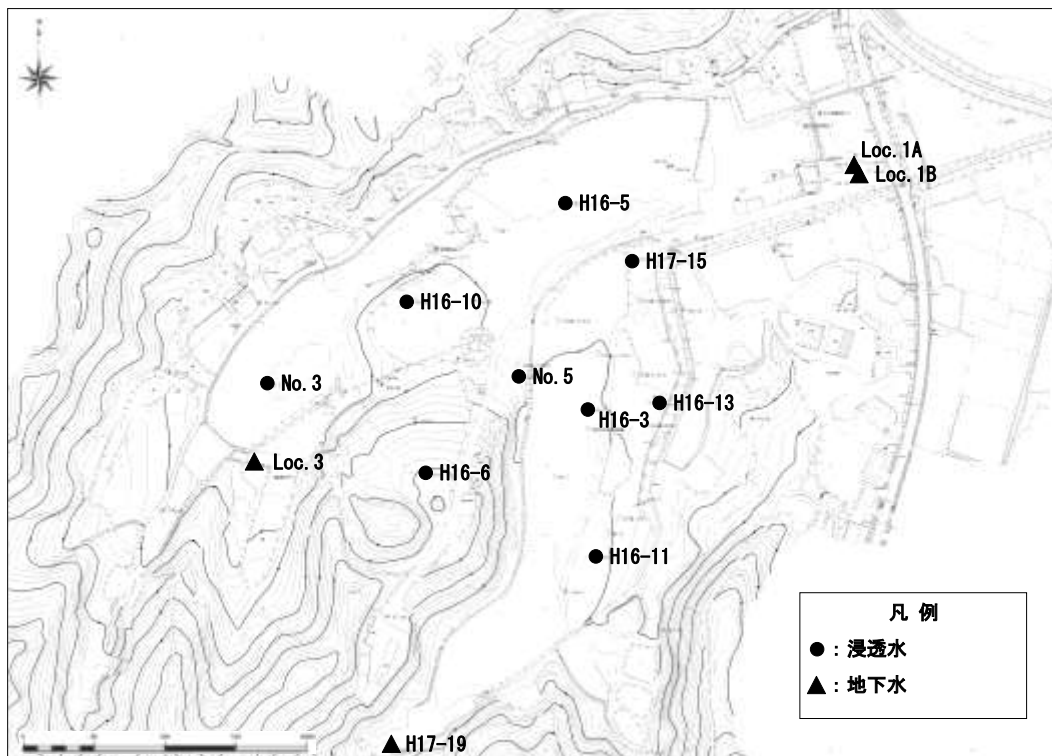 Loc. 1A
Loc. 1B
H16-5
H17-15
H16-10
No. 3
No. 5
H16-13
H16-3
Loc. 3
H16-6
H16-11
凡 例
● : 浸透水
▲ : 地下水
H17-19